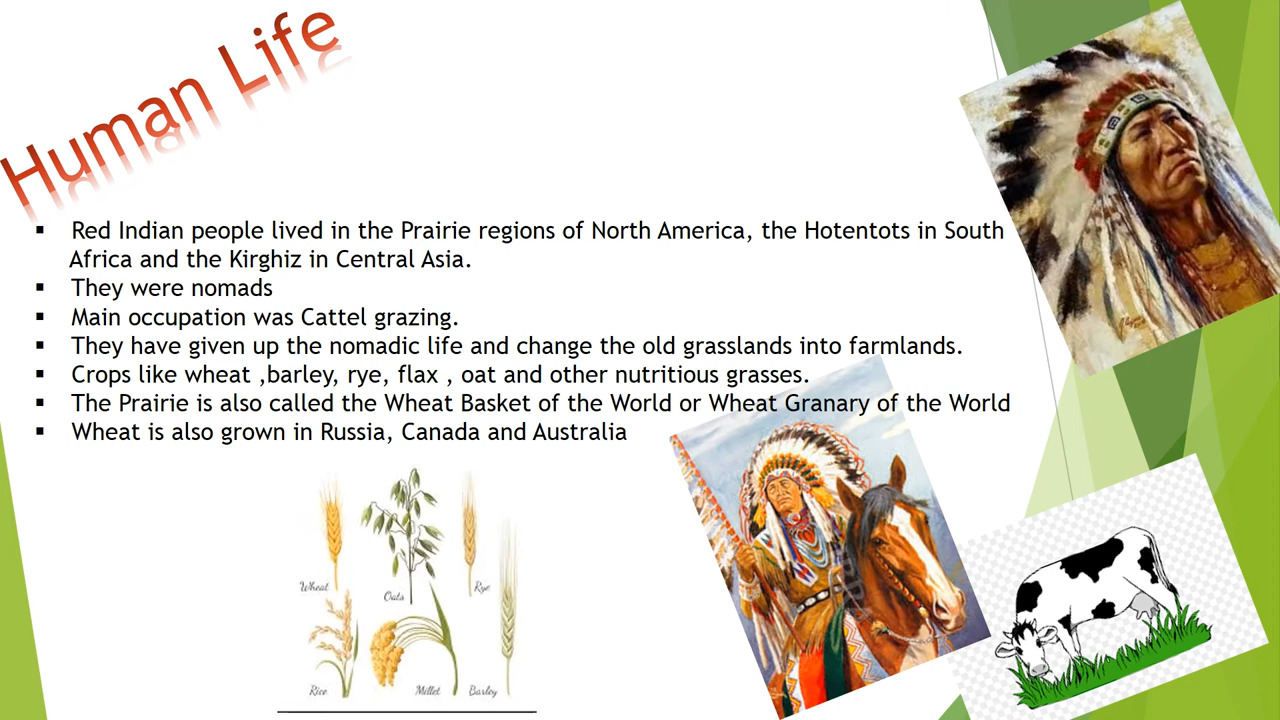 Human Life
▪ Red Indian people lived in the Prairie regions of North America, the Hotentots in South
Africa and the Kirghiz in Central Asia.
▪ They were nomads
▪ Main occupation was Cattel grazing.
▪ They have given up the nomadic life and change the old grasslands into farmlands.
▪ Crops like wheat ,barley, rye, flax , oat and other nutritious grasses.
▪ The Prairie is also called the Wheat Basket of the World or Wheat Granary of the World
▪ Wheat is also grown in Russia, Canada and Australia
Wheat
Oats
Rye
Rice
Millet
Barley